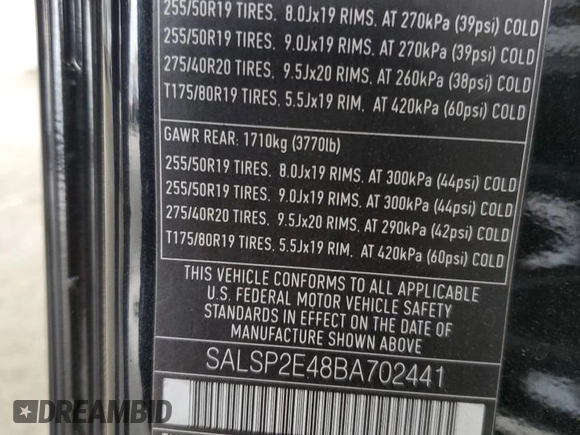 255/50R19 TIRES. 8.0Jx19 RIMS, AT 270kPa (39psi) COLD
255/50R19 TIRES. 9.0Jx19 RIMS, AT 270kPa (39psi) COLD
275/40R20 TIRES. 9.5Jx20 RIMS, AT 260kPa (38psi) COLD
T175/80R19 TIRES. 5.5Jx19 RIM, AT 420kPa (60psi) COLD
GAWR REAR: 1710kg (3770lb)
255/50R19 TIRES. 8.0Jx19 RIMS, AT 300kPa (44psi) COLD
255/50R19 TIRES. 9.0Jx19 RIMS, AT 300kPa (44psi) COLD
275/40R20 TIRES. 9.5Jx20 RIMS, AT 290kPa (42psi) COLD
T175/80R19 TIRES. 5.5Jx19 RIM, AT 420kPa (60psi) COLD
THIS VEHICLE CONFORMS TO ALL APPLICABLE
U.S. FEDERAL MOTOR VEHICLE SAFETY
STANDARDS IN EFFECT ON THE DATE OF
MANUFACTURE SHOWN ABOVE
SALSP2E48BA702441
DREAMBID